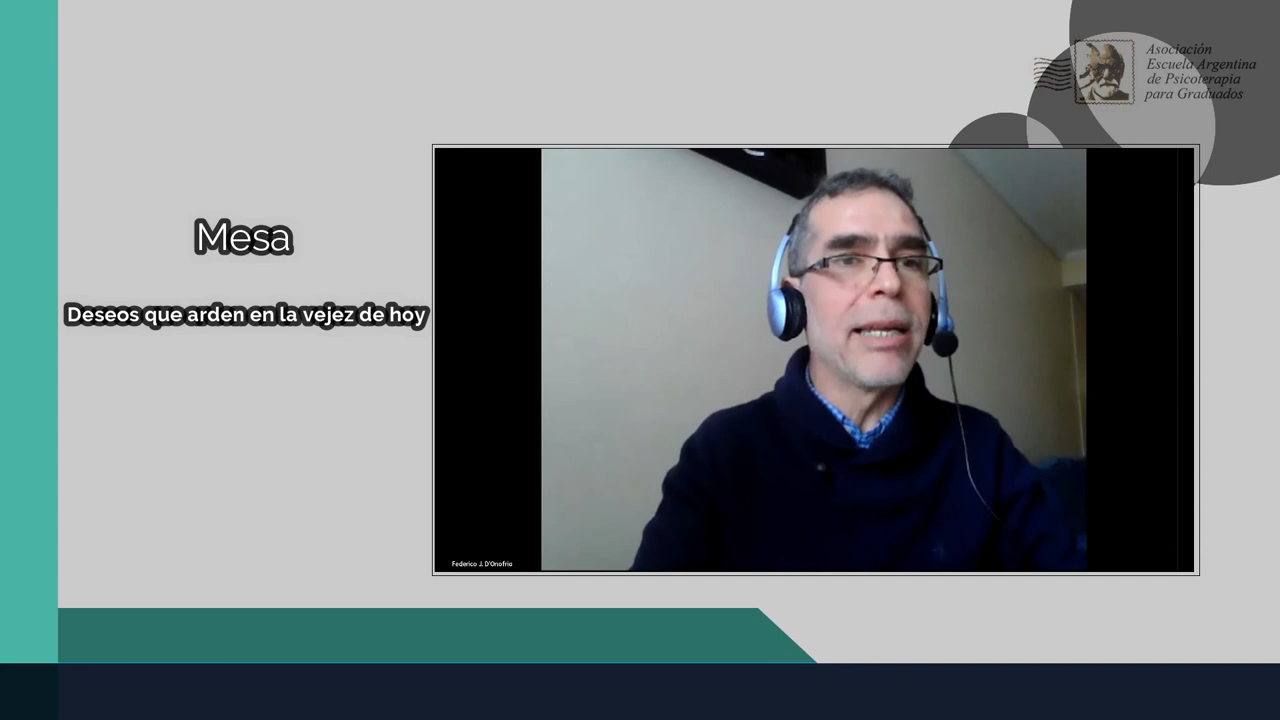 Asociación
Escuela Argentina
de Psicoterapia
para Graduados
Mesa
Deseos que arden en la vejez de hoy
Federico J. D'Onofrio